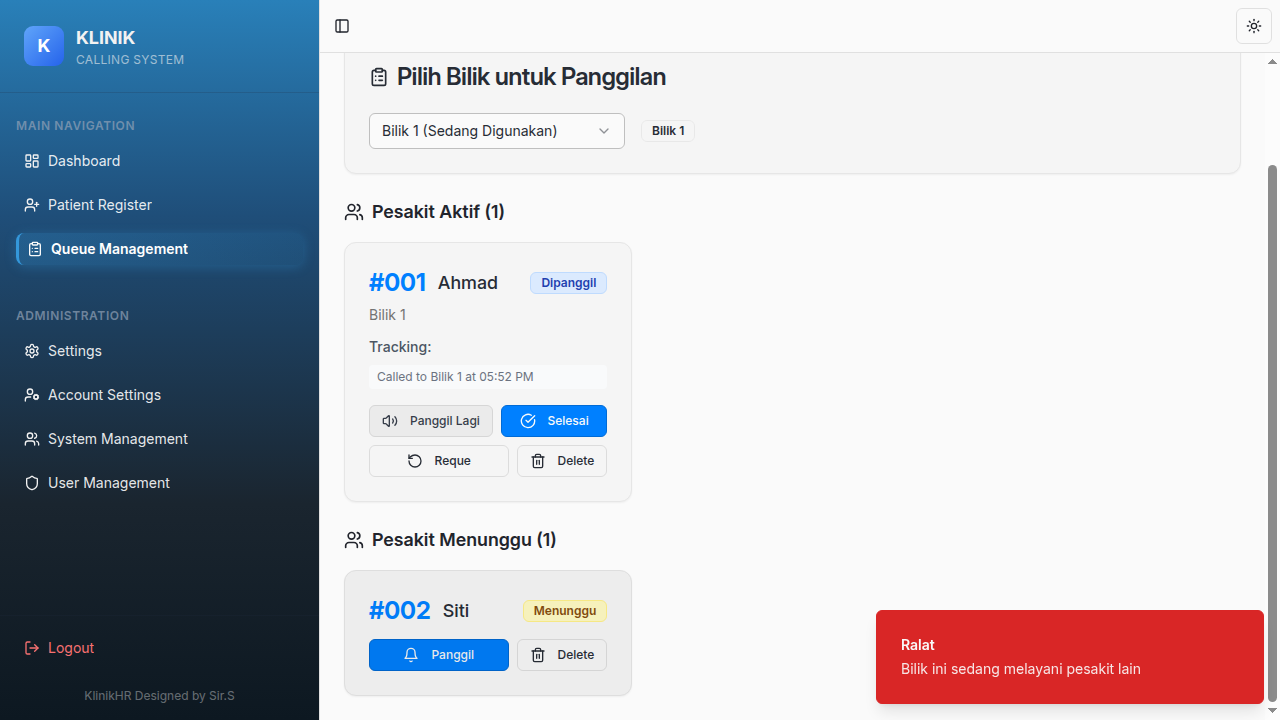 K
KLINIK
CALLING SYSTEM
MAIN NAVIGATION
Dashboard
Patient Register
Queue Management
ADMINISTRATION
Settings
Account Settings
System Management
User Management
Logout
KlinikHR Designed by Sir.S
Pilih Bilik untuk Panggilan
Bilik 1 (Sedang Digunakan)
Bilik 1
Pesakit Aktif (1)
#001 Ahmad Dipanggil
Bilik 1
Tracking:
Called to Bilik 1 at 05:52 PM
Panggil Lagi Selesai
Reque Delete
Pesakit Menunggu (1)
#002 Siti Menunggu
Panggil Delete
Ralat
Bilik ini sedang melayani pesakit lain